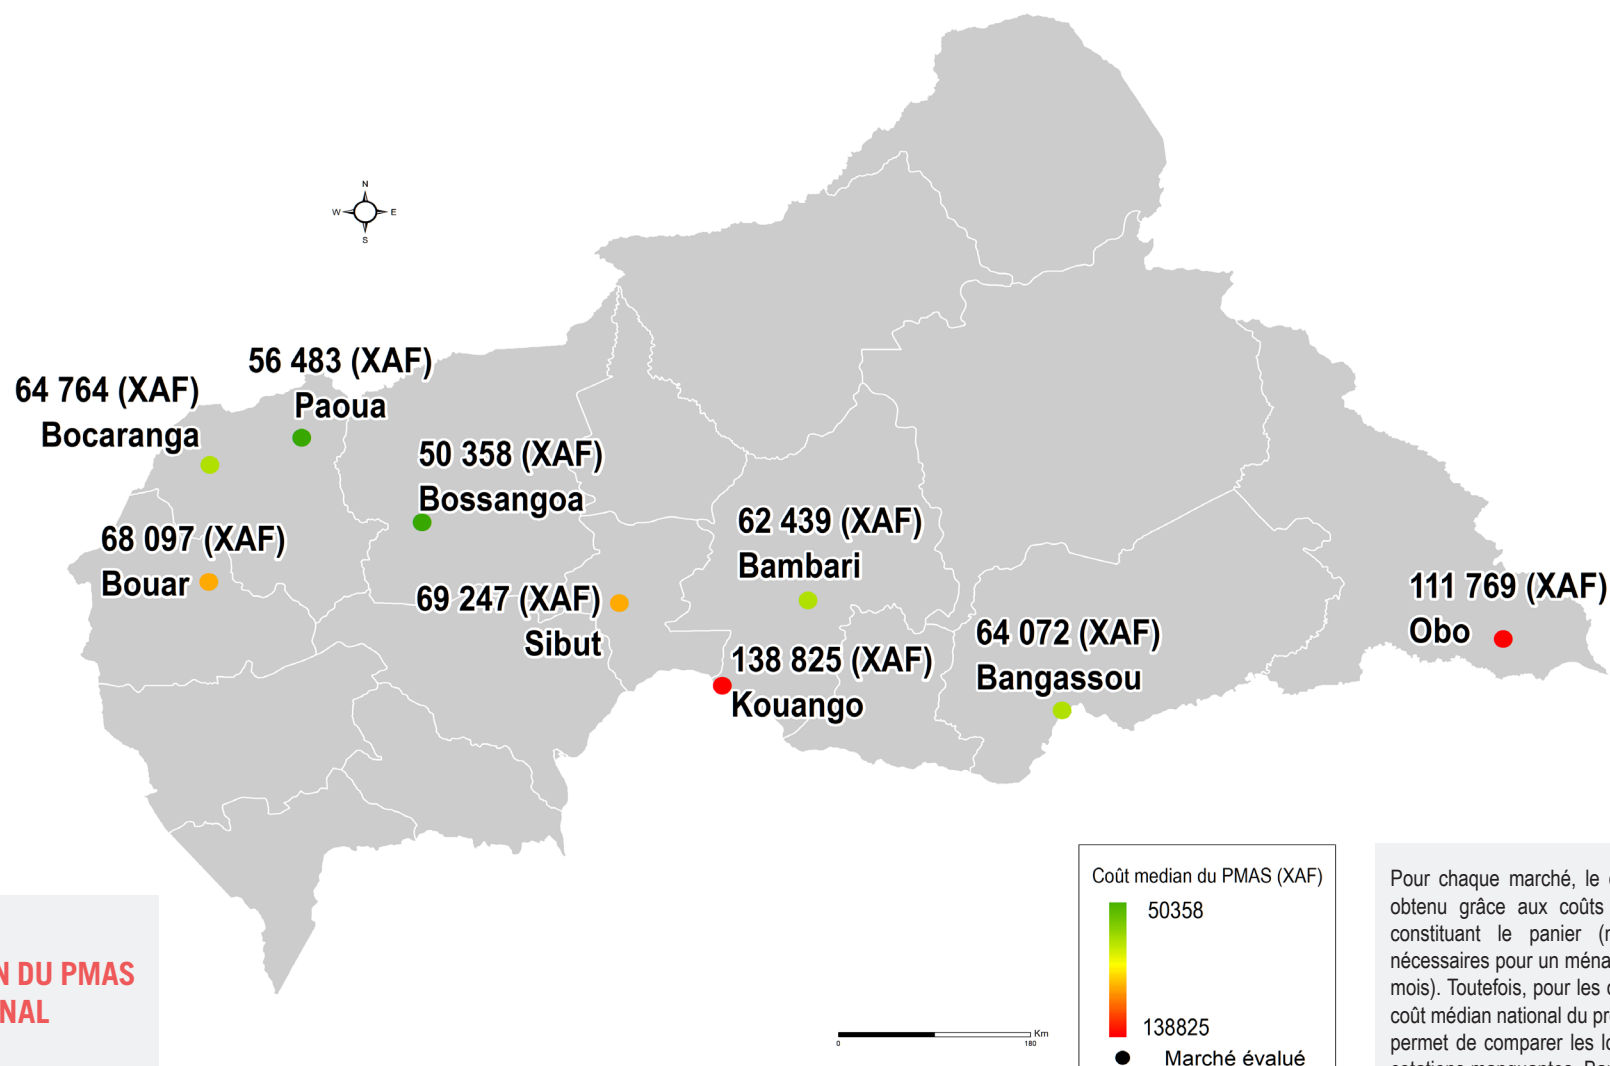 N
W E
S
56 483 (XAF)
Paoua
64 764 (XAF)
Bocaranga
50 358 (XAF)
Bossangoa
68 097 (XAF)
Bouar
62 439 (XAF)
Bambari
69 247 (XAF)
Sibut
138 825 (XAF)
Kouango
64 072 (XAF)
Bangassou
111 769 (XAF)
Obo
N DU PMAS
NAL
Km
0 180
Coût median du PMAS (XAF)
50358
138825
Marché évalué
Pour chaque marché, le
obtenu grâce aux coûts
constituant le panier
nécessaires pour un
mois). Toutefois, pour les
coût médian national du
permet de comparer les